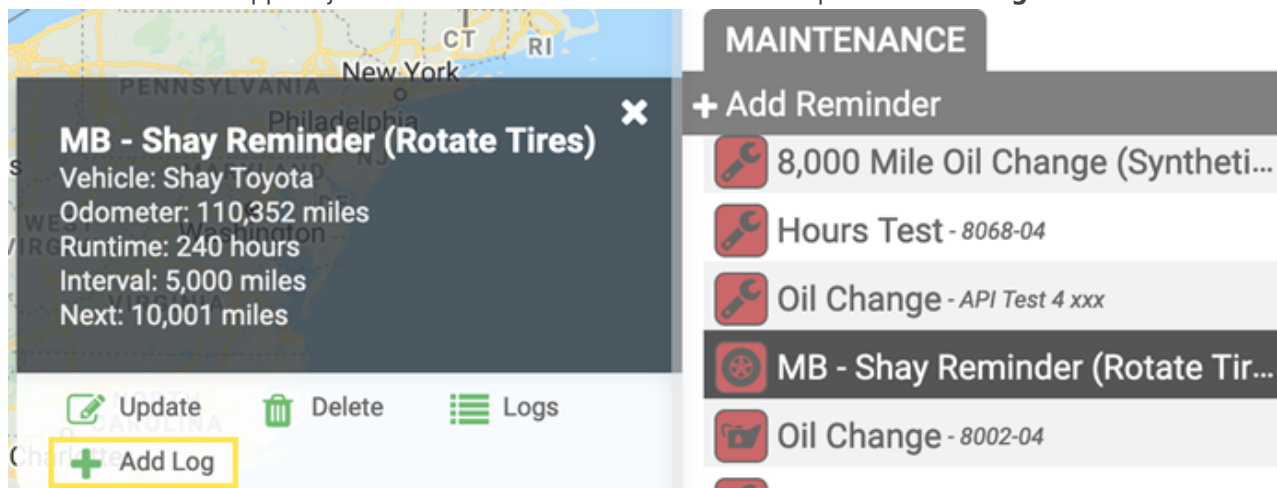 CT
RI
New York
PENNSYLVANIA
Philadelphia
MB - Shay Reminder (Rotate Tires)
Vehicle: Shay Toyota
Odometer: 110,352 miles
Runtime: 240 hours
Interval: 5,000 miles
Next: 10,001 miles
NJ
Washington
VIRGINIA
Update
Delete
Logs
Add Log
NORTH
CAROLINA
MAINTENANCE
Add Reminder
8,000 Mile Oil Change (Syntheti...
Hours Test - 8068-04
Oil Change - API Test 4 xxx
MB - Shay Reminder (Rotate Tir...
Oil Change - 8002-04